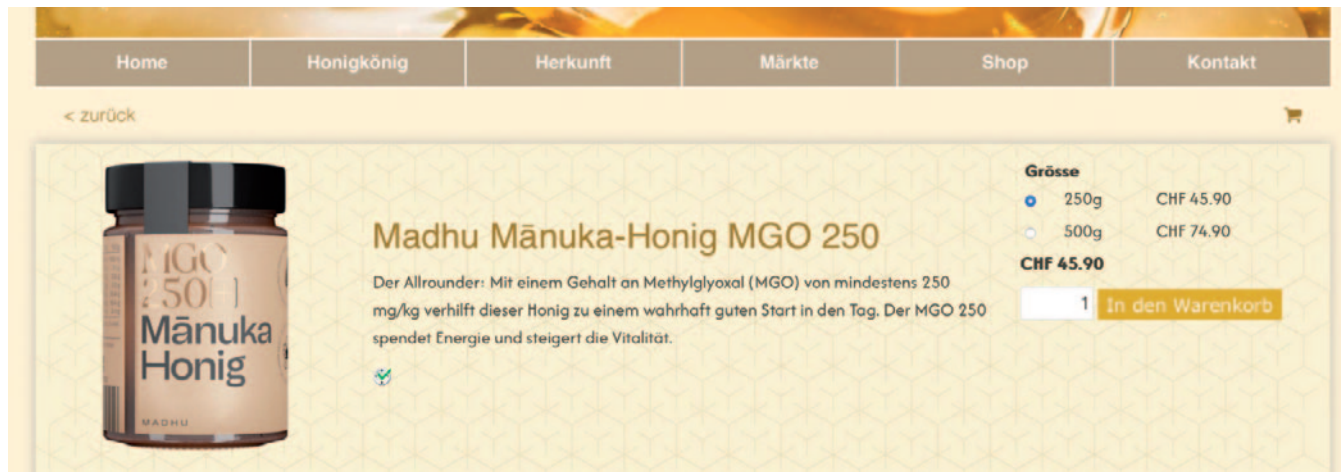 Home Honigkönig Herkunft Märkte Shop Kontakt
< zurück
Madhu Mānuka-Honig MGO 250
Der Allrounder: Mit einem Gehalt an Methylglyoxal (MGO) von mindestens 250
mg/kg verhilft dieser Honig zu einem wahrhaft guten Start in den Tag. Der MGO 250
spendet Energie und steigert die Vitalität.
Grösse
250g CHF 45.90
500g CHF 74.90
CHF 45.90
1 In den Warenkorb
MGO
250
Mānuka
Honig
MADHU